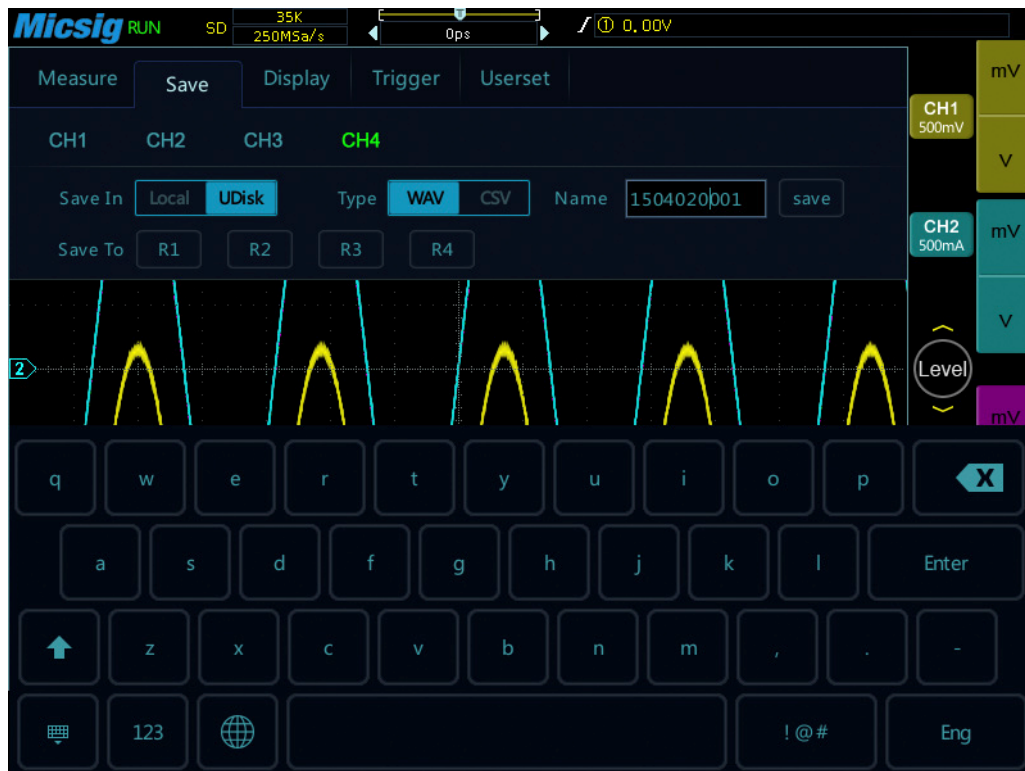 Micsig RUN SD 35K 250MSa/s 0ps ① 0.00V
Measure Save Display Trigger Userset
CH1 CH2 CH3 CH4
Save In Local UDisk Type WAV CSV Name 1504020001 save
Save To R1 R2 R3 R4
mV
CH1
500mV
V
CH2
500mA
mV
V
2
Level
mV
q w e r t y u i o p X
a s d f g h j k l Enter
z x c v b n m , . -
123 !@# Eng